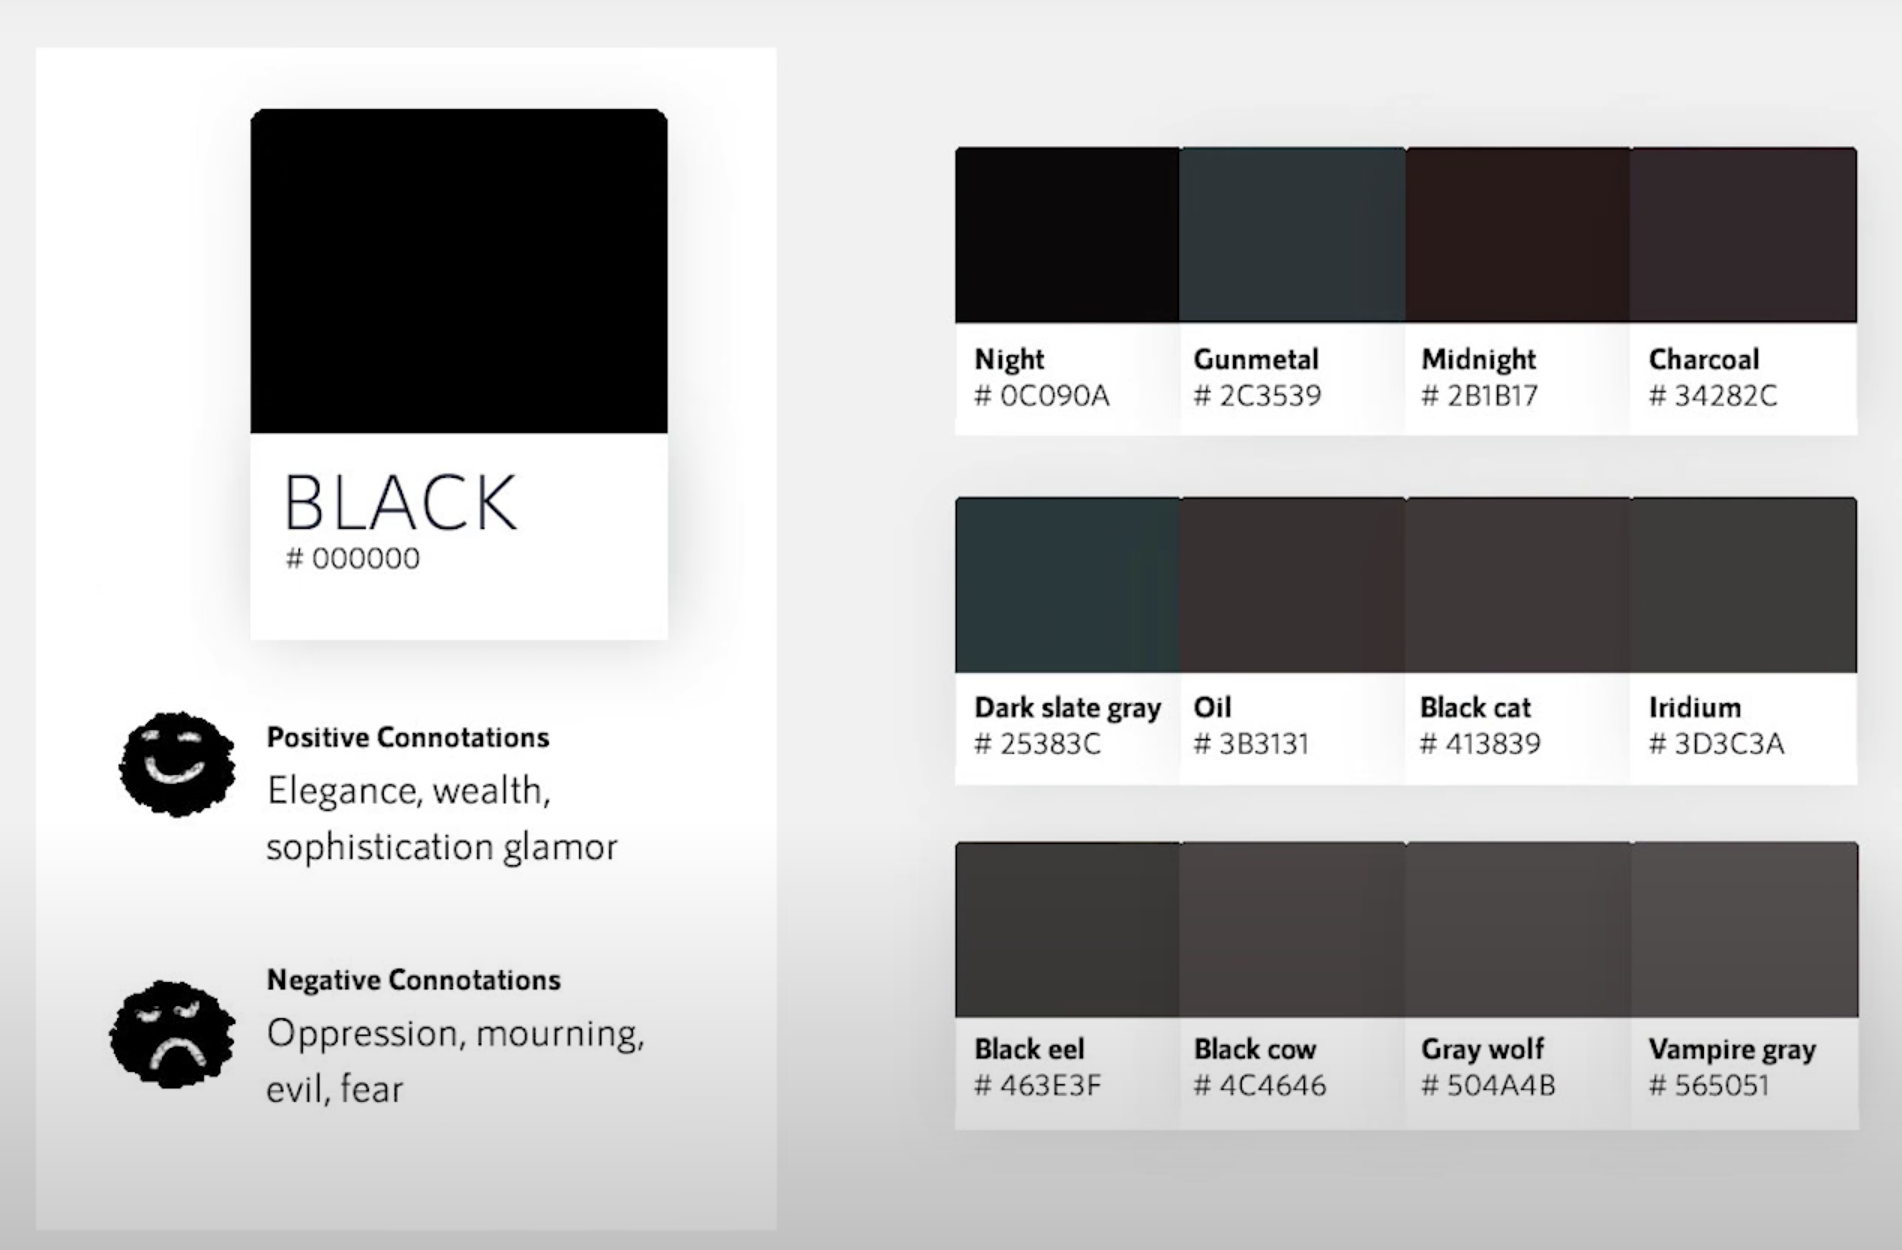 BLACK
# 000000
Positive Connotations
Elegance, wealth,
sophistication glamor
Negative Connotations
Oppression, mourning,
evil, fear
Night
# 0C090A
Gunmetal
# 2C3539
Midnight
# 2B1B17
Charcoal
# 34282C
Dark slate gray
# 25383C
Oil
# 3B3131
Black cat
# 413839
Iridium
# 3D3C3A
Black eel
# 463E3F
Black cow
# 4C4646
Gray wolf
# 504A4B
Vampire gray
# 565051